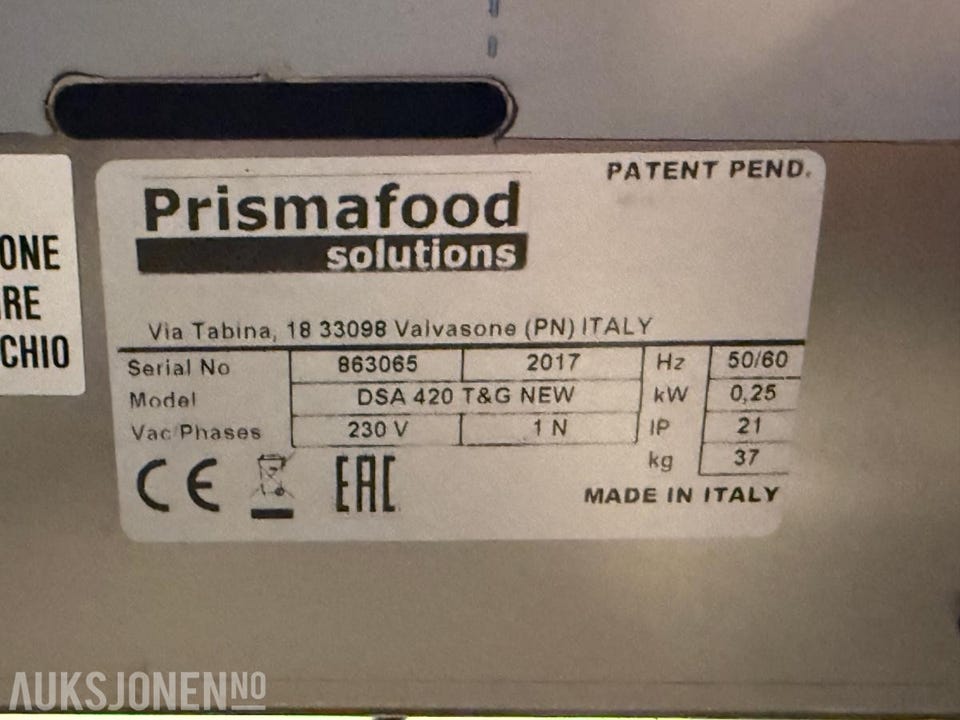 PATENT PEND.
Prismafood
solutions
Via Tabina, 18 33098 Valvasone (PN) ITALY
Serial No 863065 2017 Hz 50/60
Model DSA 420 T&G NEW kW 0,25
Vac Phases 230 V 1 N IP 21
kg 37
CE EAC
MADE IN ITALY
ONE
RE
CHIO
AUKSJONEN.NO